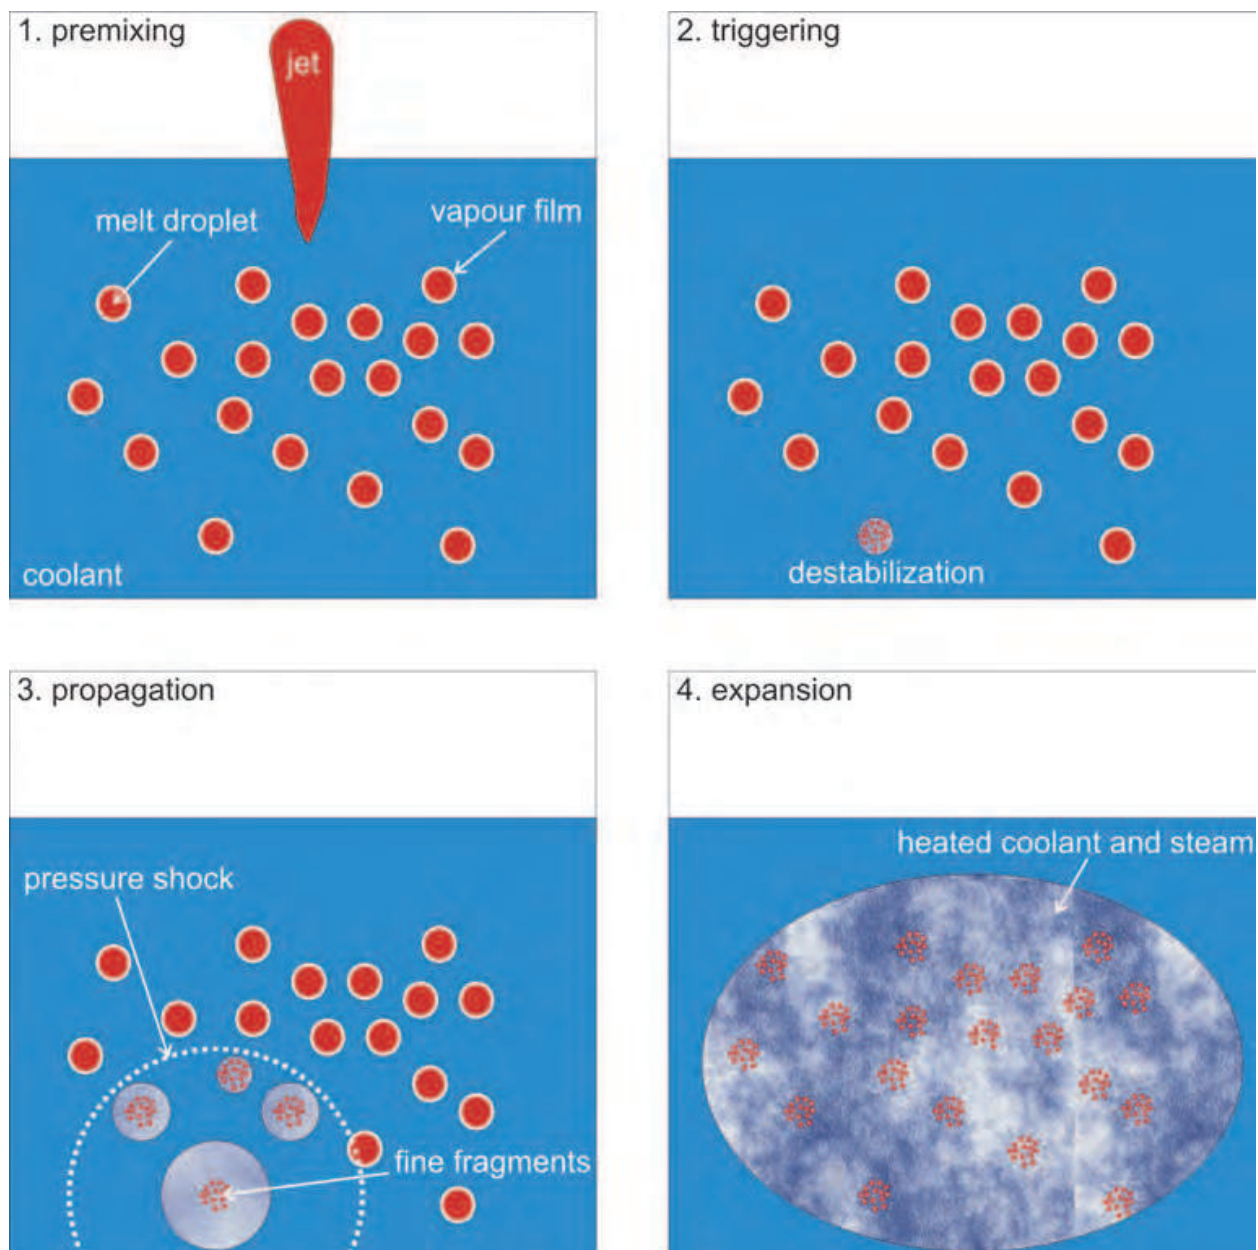 1. premixing
jet
melt droplet
vapour film
coolant
2. triggering
destabilization
3. propagation
pressure shock
fine fragments
4. expansion
heated coolant and steam